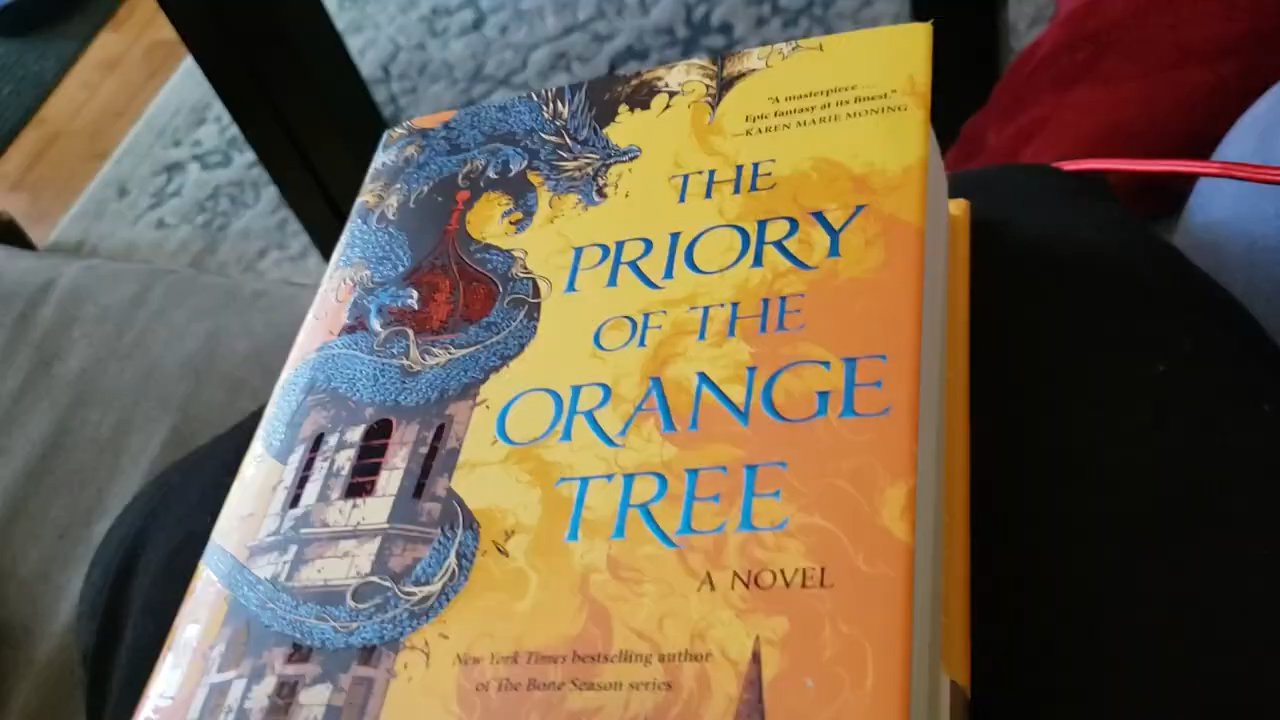 "A masterpiece . . .
Epic fantasy at its finest."
—KAREN MARIE MONING
THE
PRIORY
OF THE
ORANGE
TREE
A NOVEL
New York Times bestselling author
of The Bone Season series